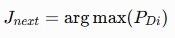 J_{next} = arg max(P_{Di})